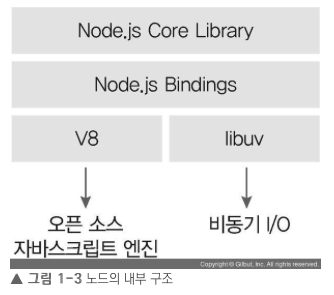 Node.js Core Library
Node.js Bindings
V8 libuv
오픈 소스 비동기 I/O
자바스크립트 엔진
Copyright © Gilbut, Inc. All rights reserved.
▲ 그림 1-3 노드의 내부 구조